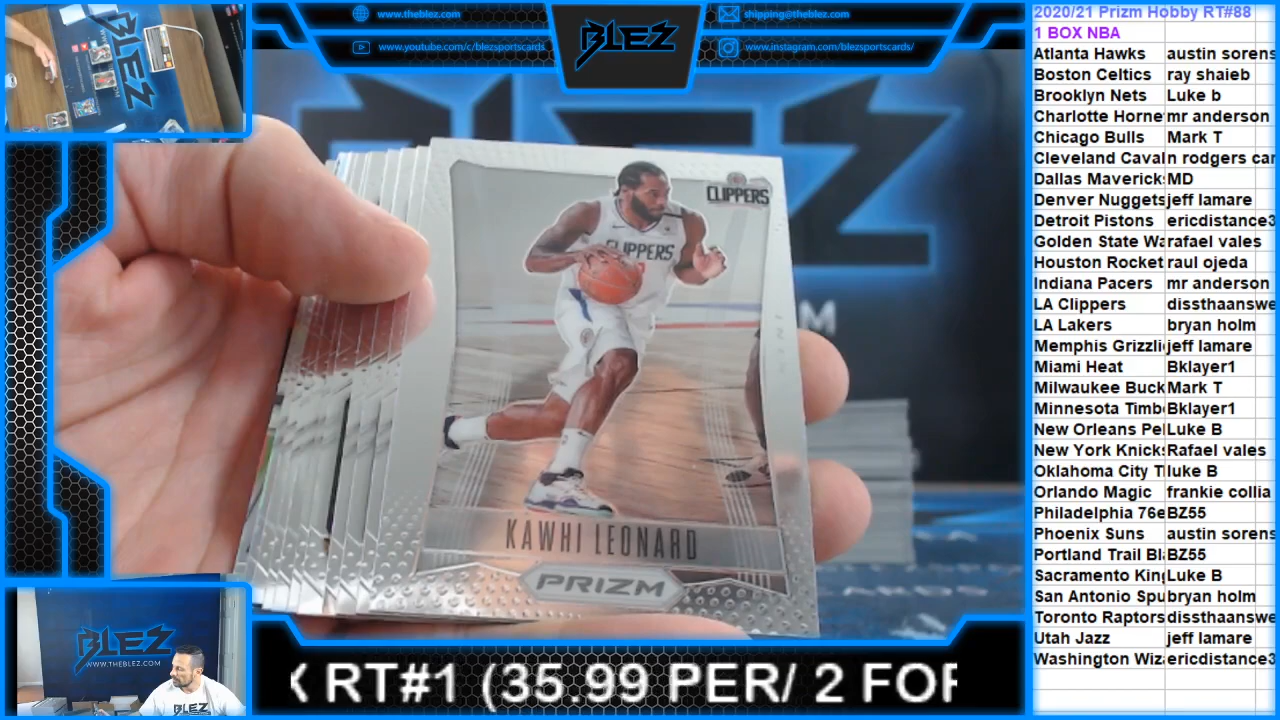 BLEZ
www.theblez.com
shipping@theblez.com
www.youtube.com/c/blezsportscards
BLEZ
www.instagram.com/blezsportscards/
CLIPPERS
CLIPPERS
KAWHI LEONARD
PRIZM
M
BLEZ
WWW.THEBLEZ.COM
BLEZ
X RT#1 (35.99 PER/ 2 FOR
2020/21 Prizm Hobby RT#88
1 BOX NBA
Atlanta Hawks austin sorens
Boston Celtics ray shaieb
Brooklyn Nets Luke b
Charlotte Horne mr anderson
Chicago Bulls Mark T
Cleveland Caval n rodgers car
Dallas Maverick MD
Denver Nuggets jeff lamare
Detroit Pistons ericdistance3
Golden State Wa rafael vales
Houston Rocket raul ojeda
Indiana Pacers mr anderson
LA Clippers dissthaanswe
LA Lakers bryan holm
Memphis Grizzli jeff lamare
Miami Heat Bklayer1
Milwaukee Buck Mark T
Minnesota Timb Bklayer1
New Orleans Pe Luke B
New York Knick Rafael vales
Oklahoma City T luke B
Orlando Magic frankie collia
Philadelphia 76e BZ55
Phoenix Suns austin sorens
Portland Trail Bl BZ55
Sacramento King Luke B
San Antonio Spu bryan holm
Toronto Raptors dissthaanswe
Utah Jazz jeff lamare
Washington Wiz ericdistance3